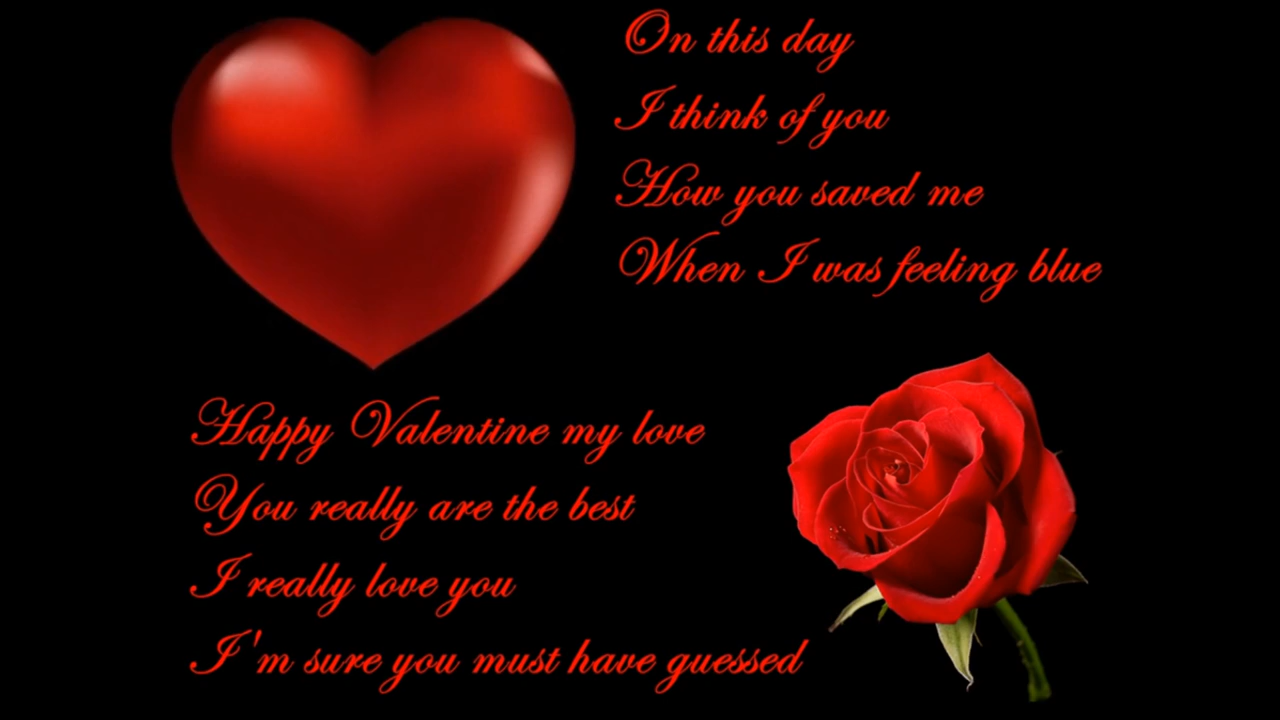 On this day
I think of you
How you saved me
When I was feeling blue
Happy Valentine my love
You really are the best
I really love you
I'm sure you must have guessed